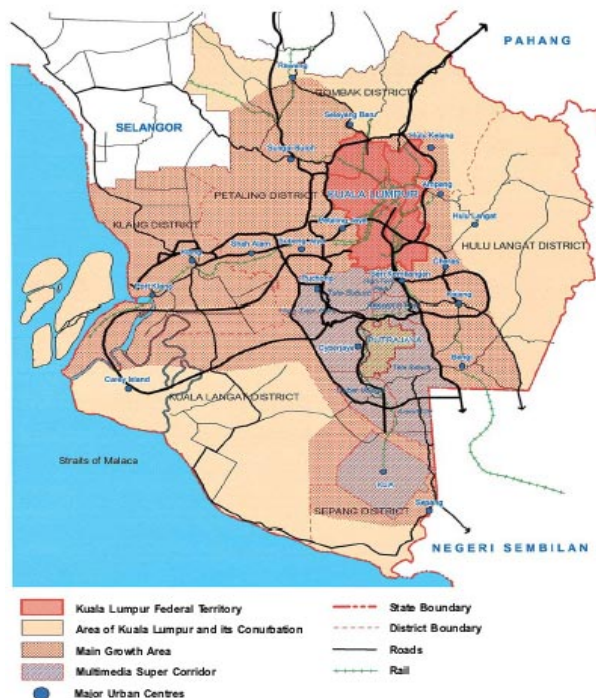 PAHANG
Rawang
GOMBAK DISTRICT
SELANGOR
Selayang Baru
Hulu Kelang
Sungai Buloh
PETALING DISTRICT
KUALA LUMPUR
Ampang
KLANG DISTRICT
Petaling Jaya
Hulu Langat
Shah Alam
Subang Jaya
HULU LANGAT DISTRICT
Klang
Cheras
Port Klang
Puchong
Seri Kembangan
Kajang
PUTRAJAYA
Cyberjaya
Bangi
Carey Island
KUALA LANGAT DISTRICT
Straits of Malaca
KLIA
SEPANG DISTRICT
Sepang
NEGERI SEMBILAN
Kuala Lumpur Federal Territory
Area of Kuala Lumpur and its Conurbation
Main Growth Area
Multimedia Super Corridor
Major Urban Centres
State Boundary
District Boundary
Roads
Rail